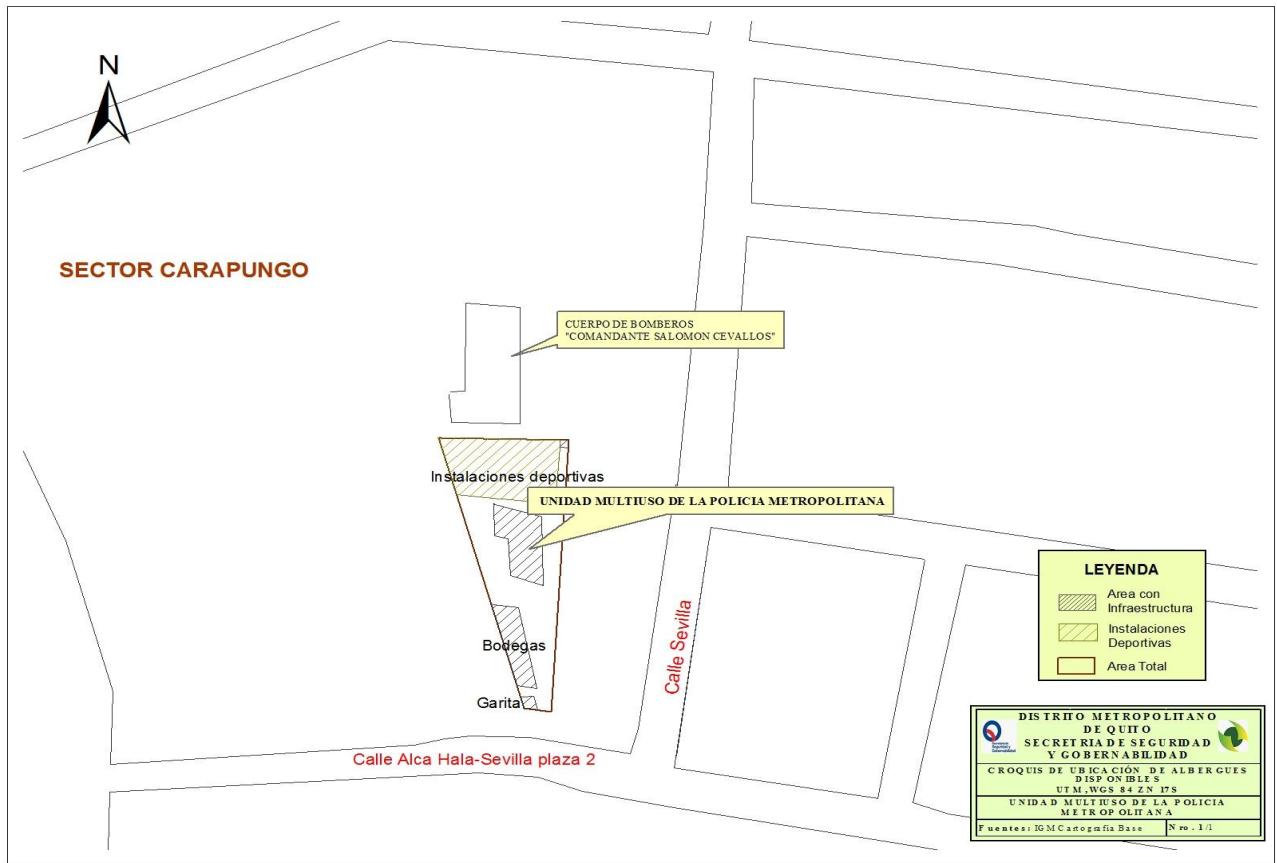 N
SECTOR CARAPUNGO
CUERPO DE BOMBEROS
"COMANDANTE SALOMON CEVALLOS"
Instalaciones deportivas
UNIDAD MULTIUSO DE LA POLICIA METROPOLITANA
Bodegas
Garita
Calle Sevilla
Calle Alca Hala-Sevilla plaza 2
LEYENDA
Area con
Infraestructura
Instalaciones
Deportivas
Area Total
DISTRITO METROPOLITANO
DE QUITO
SECRETRIA DE SEGURIDAD
Y GOBERNABILIDAD
CROQUIS DE UBICACIÓN DE ALBERGUES
DISPONIBLES
UTM,WGS 84 ZN 17S
UNIDAD MULTIUSO DE LA POLICIA
METROPOLITANA
Fuentes: IGM Cartografía Base
Nro. 1/1